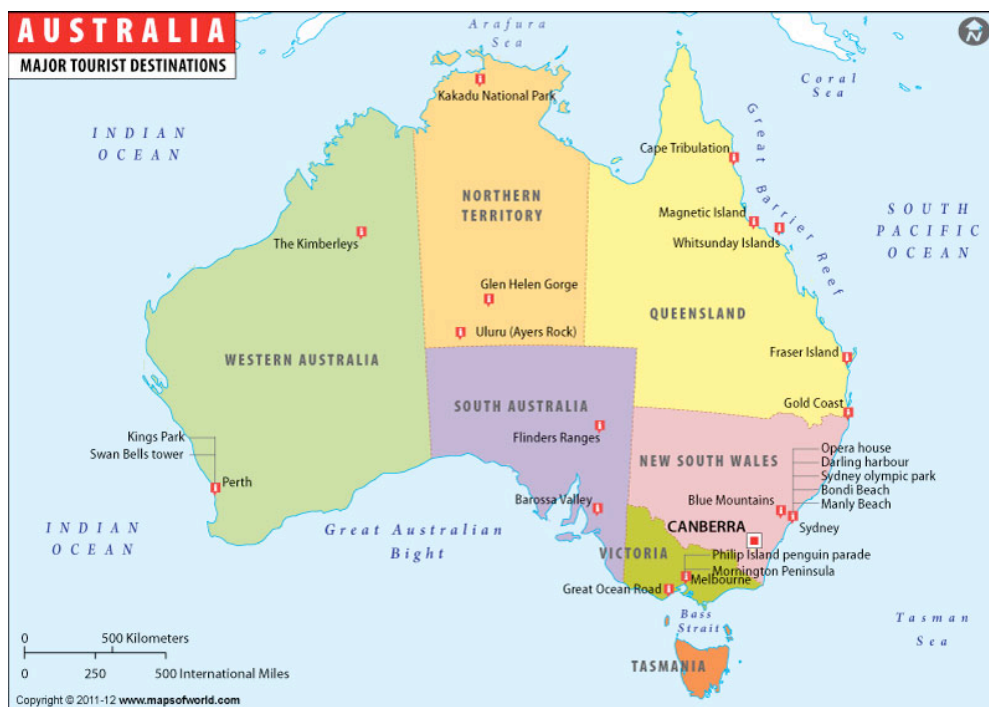 AUSTRALIA
MAJOR TOURIST DESTINATIONS
Arafura
Sea
N
Coral
Sea
INDIAN
OCEAN
Kakadu National Park
Great Barrier Reef
Cape Tribulation
NORTHERN
TERRITORY
Magnetic Island
SOUTH
PACIFIC
OCEAN
The Kimberleys
Whitsunday Islands
Glen Helen Gorge
QUEENSLAND
Uluru (Ayers Rock)
WESTERN AUSTRALIA
Fraser Island
SOUTH AUSTRALIA
Gold Coast
Kings Park
Swan Bells tower
Perth
Flinders Ranges
NEW SOUTH WALES
Opera house
Darling harbour
Sydney olympic park
Bondi Beach
Manly Beach
Blue Mountains
Sydney
Barossa Valley
INDIAN
OCEAN
Great Australian
Bight
CANBERRA
VICTORIA
Philip Island penguin parade
Mornington Peninsula
Melbourne
Great Ocean Road
Bass
Strait
Tasman
Sea
TASMANIA
0 500 Kilometers
0 250 500 International Miles
Copyright © 2011-12 www.mapsofworld.com